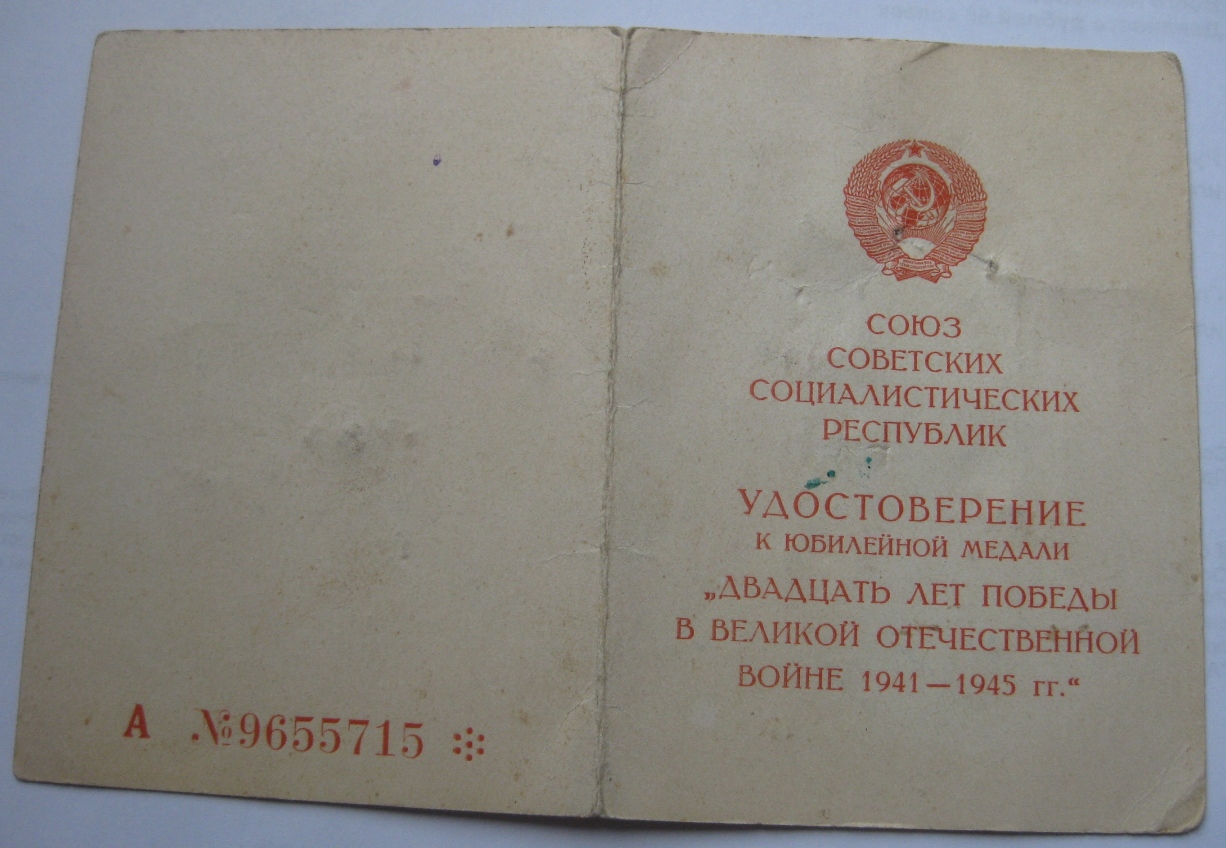 А №9655715
СОЮЗ
СОВЕТСКИХ
СОЦИАЛИСТИЧЕСКИХ
РЕСПУБЛИК
УДОСТОВЕРЕНИЕ
К ЮБИЛЕЙНОЙ МЕДАЛИ
„ДВАДЦАТЬ ЛЕТ ПОБЕДЫ
В ВЕЛИКОЙ ОТЕЧЕСТВЕННОЙ
ВОЙНЕ 1941—1945 гг.“